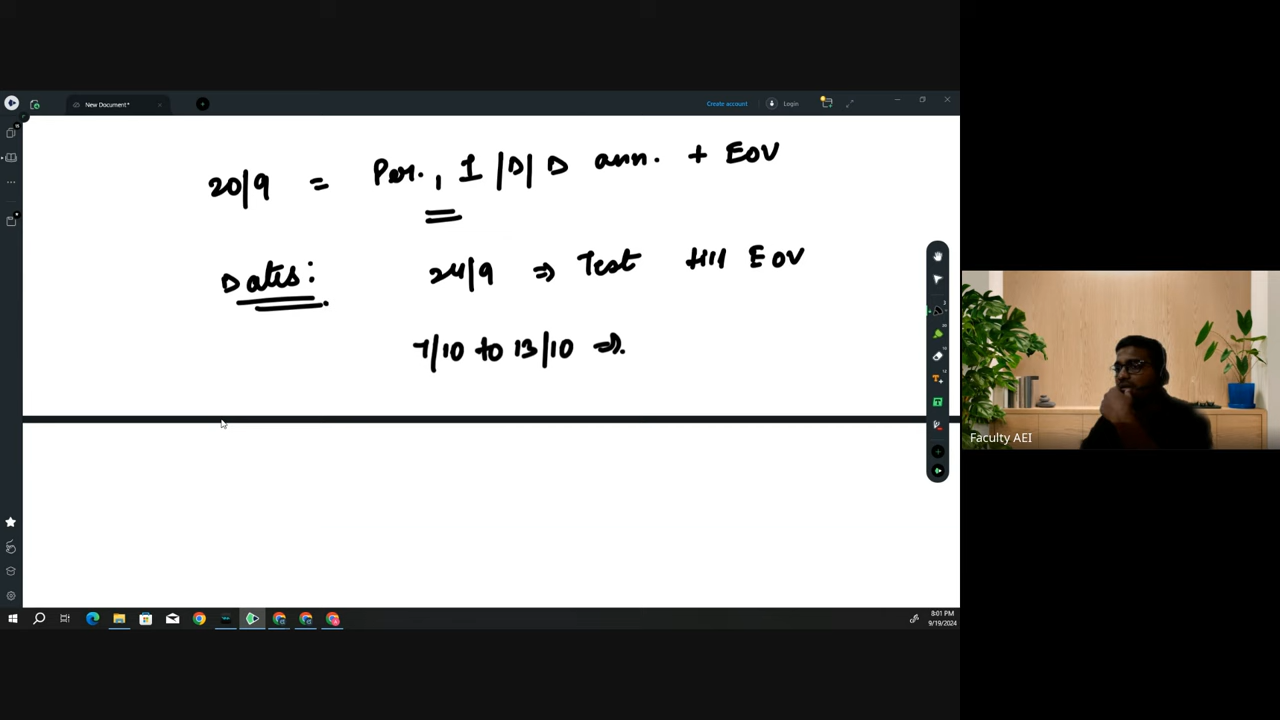 New Document*
Create account
Login
20/9 = Per. , I /D/ D ann. + EOV
Dates: 24/9 ⇒ Test till EOV
7/10 to 13/10 ⇒
Faculty AEI
8:01 PM
9/19/2024